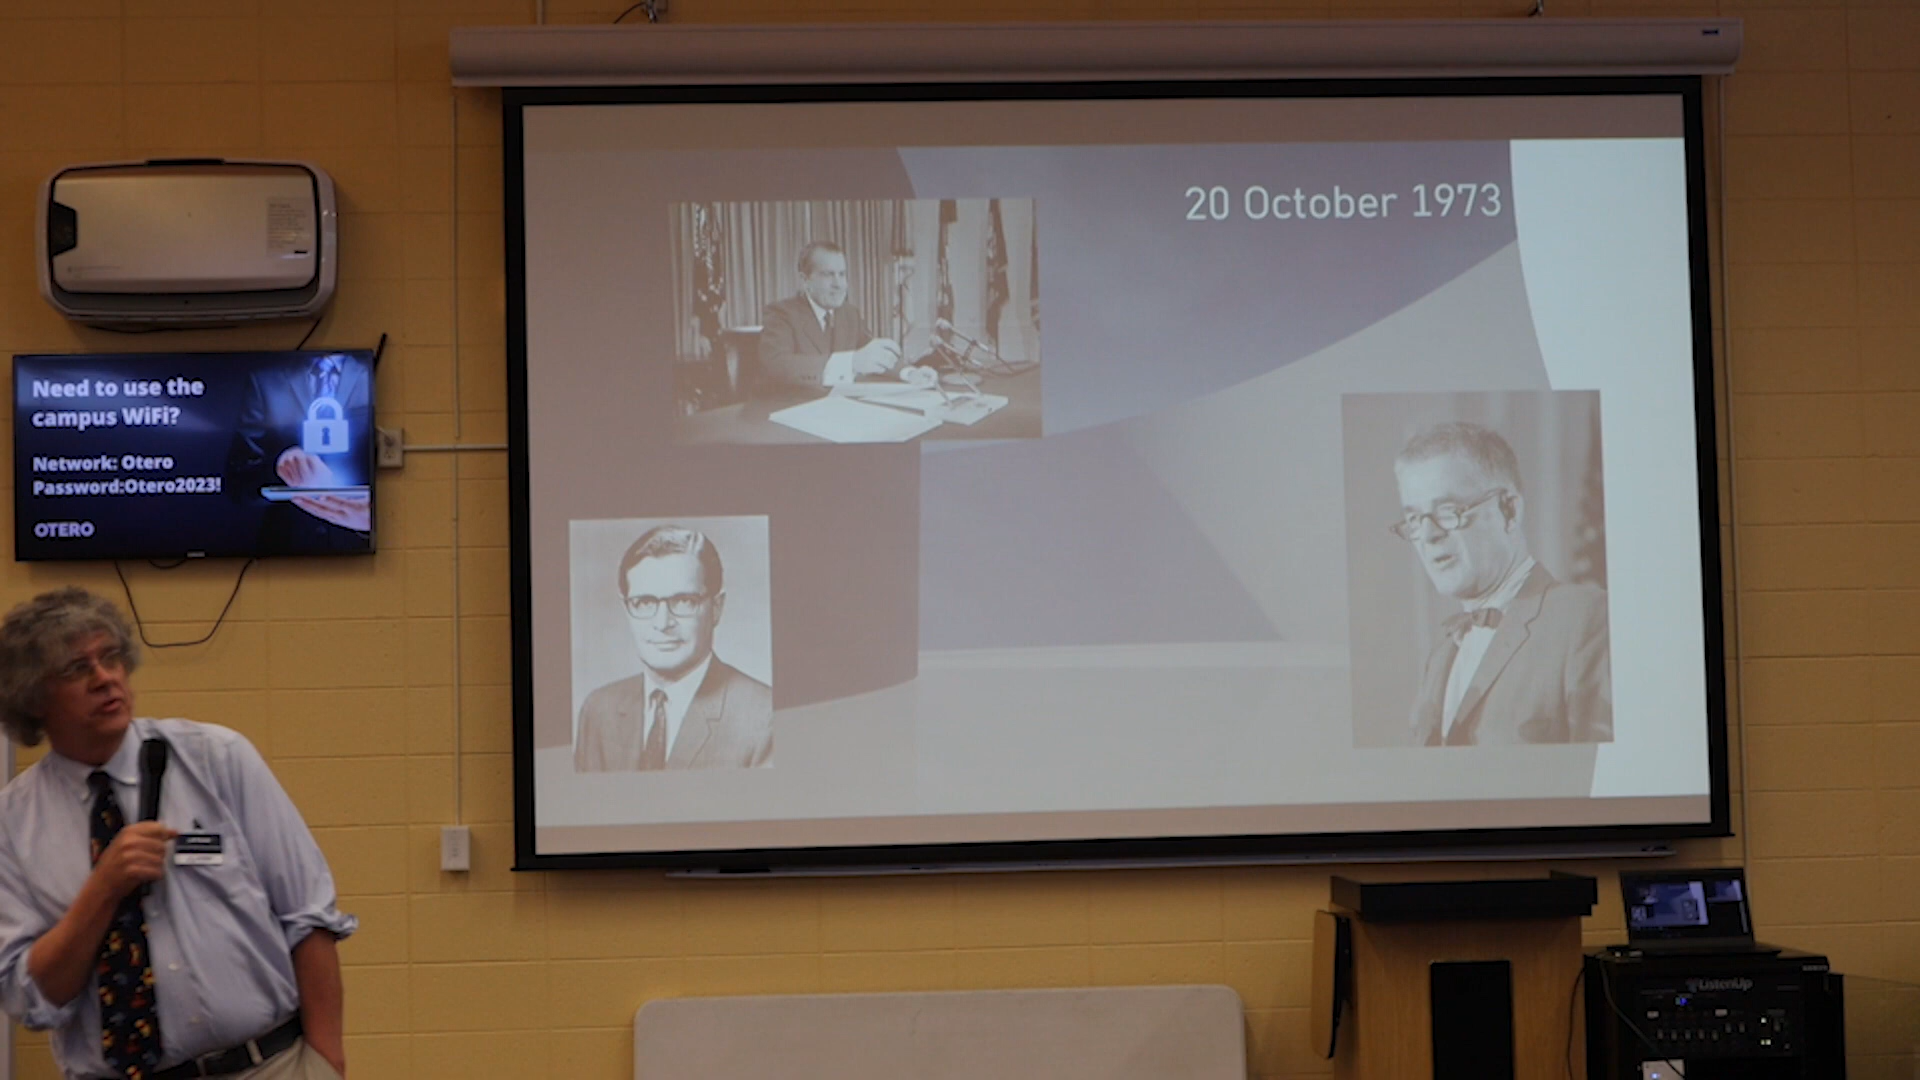 20 October 1973
Need to use the
campus WiFi?
Network: Otero
Password:Otero2023!
OTERO
ListenUp